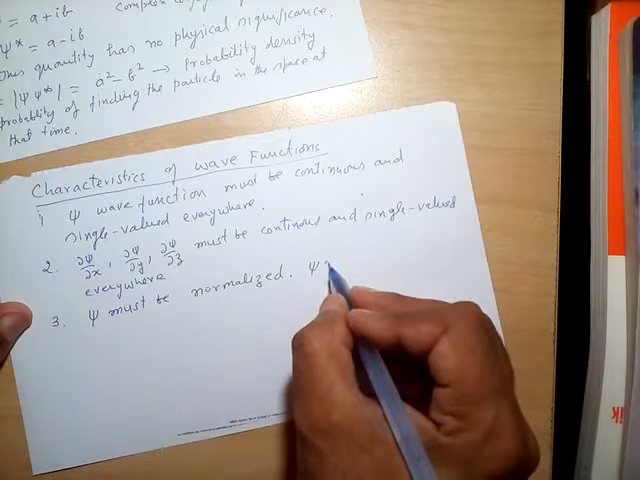 = a + ib
ψ* = a - ib
This quantity has no physical significance.
= |ψ ψ*| = a² - b² → Probability density
probability of finding the particle in the space at
that time.
Characteristics of wave Functions
1. ψ wave function must be continuous and
single-valued everywhere.
2. ∂ψ/∂x, ∂ψ/∂y, ∂ψ/∂z must be continous and single-valued
everywhere
3. ψ must be normalized. ψ
ik